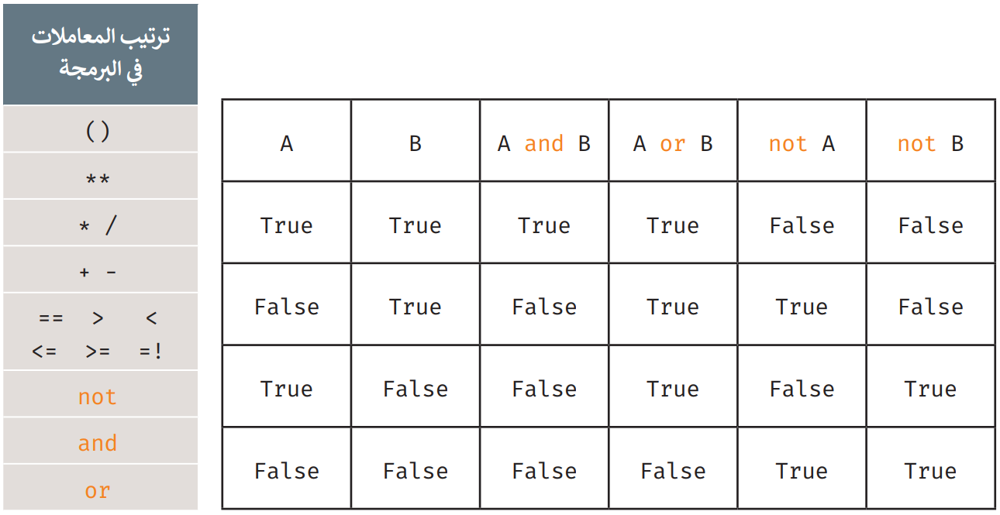 ترتيب المعاملات
في البرمجة
()
**
* /
+ -
== > <
<= >= =!
not
and
or
A B A and B A or B not A not B
True True True True False False
False True False True True False
True False False True False True
False False False False True True